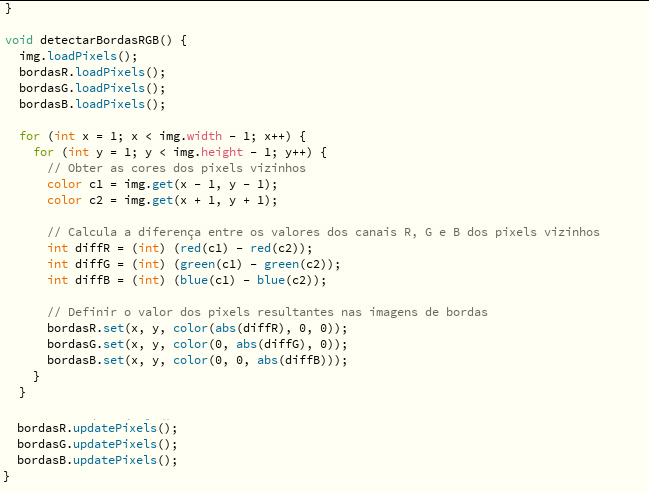 }
void detectarBordasRGB() {
  img.loadPixels();
  bordasR.loadPixels();
  bordasG.loadPixels();
  bordasB.loadPixels();

  for (int x = 1; x < img.width - 1; x++) {
    for (int y = 1; y < img.height - 1; y++) {
      // Obter as cores dos pixels vizinhos
      color c1 = img.get(x - 1, y - 1);
      color c2 = img.get(x + 1, y + 1);

      // Calcula a diferença entre os valores dos canais R, G e B dos pixels vizinhos
      int diffR = (int) (red(c1) - red(c2));
      int diffG = (int) (green(c1) - green(c2));
      int diffB = (int) (blue(c1) - blue(c2));

      // Definir o valor dos pixels resultantes nas imagens de bordas
      bordasR.set(x, y, color(abs(diffR), 0, 0));
      bordasG.set(x, y, color(0, abs(diffG), 0));
      bordasB.set(x, y, color(0, 0, abs(diffB)));
    }
  }

  bordasR.updatePixels();
  bordasG.updatePixels();
  bordasB.updatePixels();
}